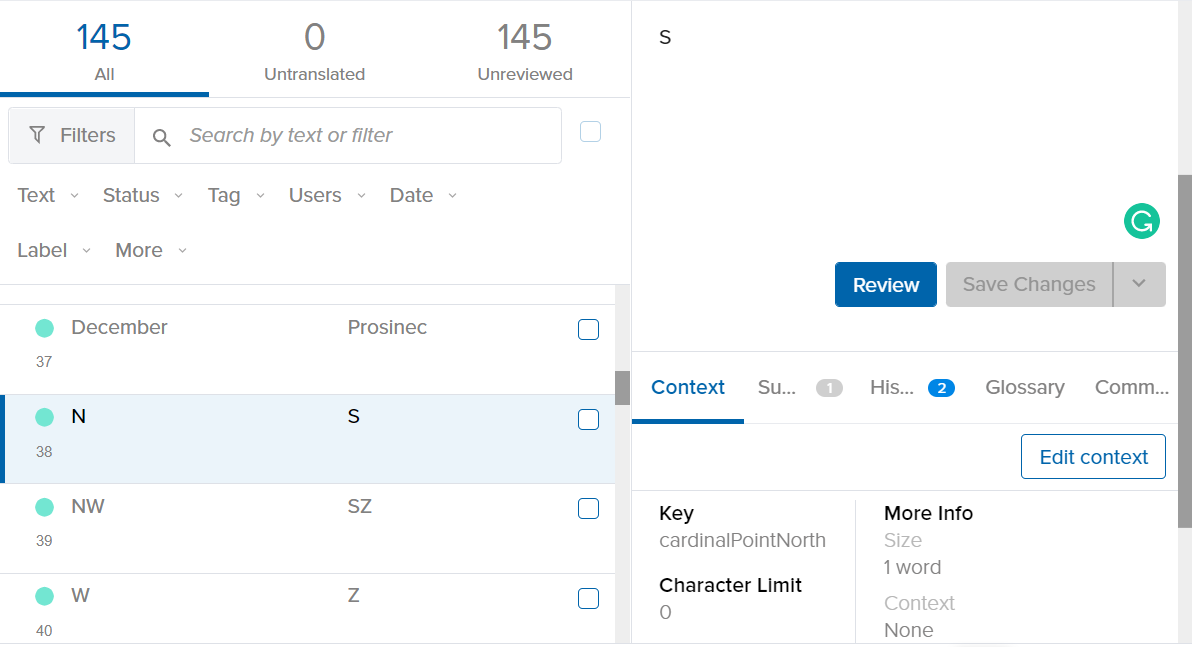 145
All
0
Untranslated
145
Unreviewed
Filters
Search by text or filter
Text
Status
Tag
Users
Date
Label
More
December
Prosinec
37
N
S
38
NW
SZ
39
W
Z
40
S
Review
Save Changes
Context
Su...
1
His...
2
Glossary
Comm...
Edit context
Key
cardinalPointNorth
Character Limit
0
More Info
Size
1 word
Context
None